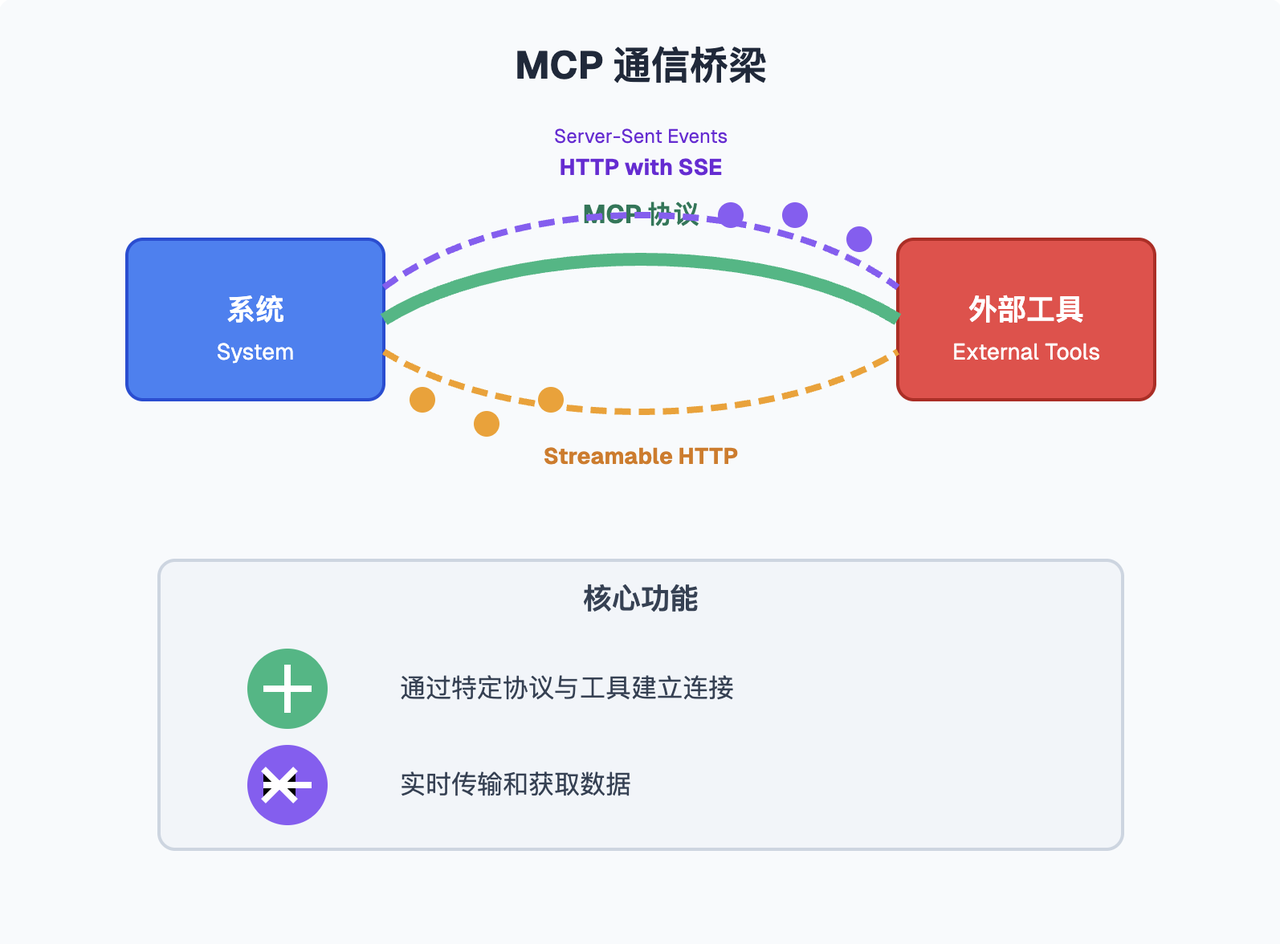 MCP 通信桥梁
Server-Sent Events
HTTP with SSE
MCP 协议
系统
System
外部工具
External Tools
Streamable HTTP
核心功能
通过特定协议与工具建立连接
实时传输和获取数据